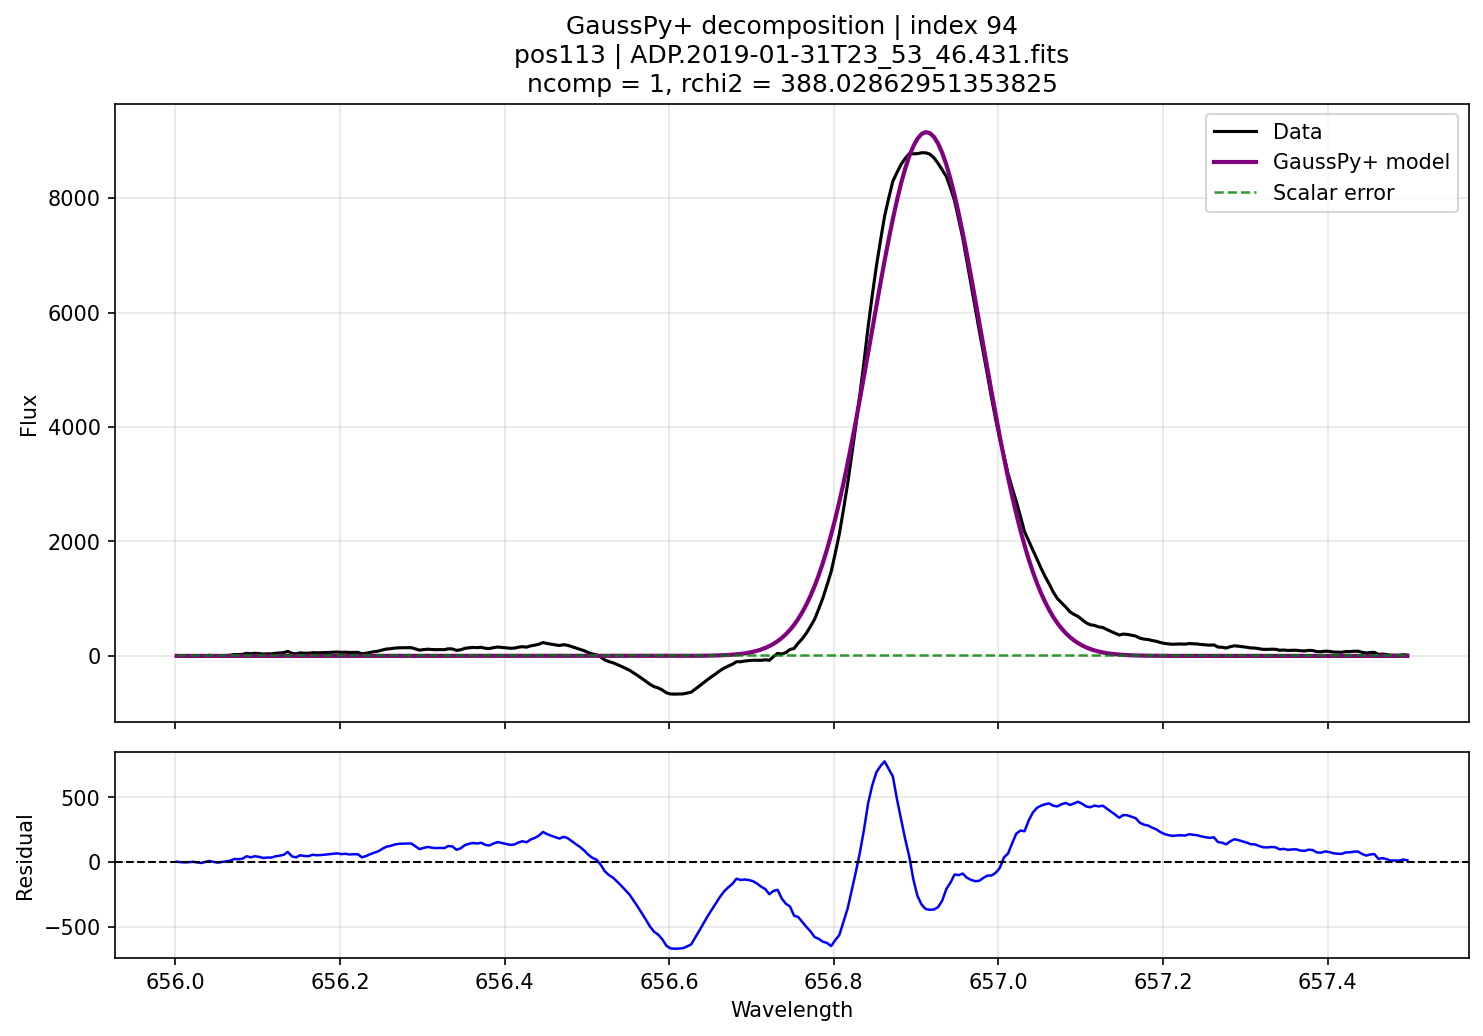 GaussPy+ decomposition | index 94
pos113 | ADP.2019-01-31T23_53_46.431.fits
ncomp = 1, rchi2 = 388.02862951353825
Data
GaussPy+ model
Scalar error
Flux
8000
6000
4000
2000
0
Residual
500
0
−500
656.0 656.2 656.4 656.6 656.8 657.0 657.2 657.4
Wavelength